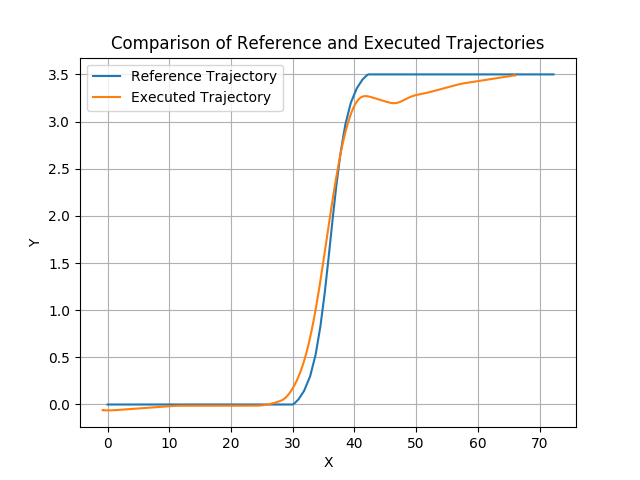 Comparison of Reference and Executed Trajectories
Reference Trajectory
Executed Trajectory
3.5
3.0
2.5
2.0
1.5
1.0
0.5
0.0
Y
0 10 20 30 40 50 60 70
X